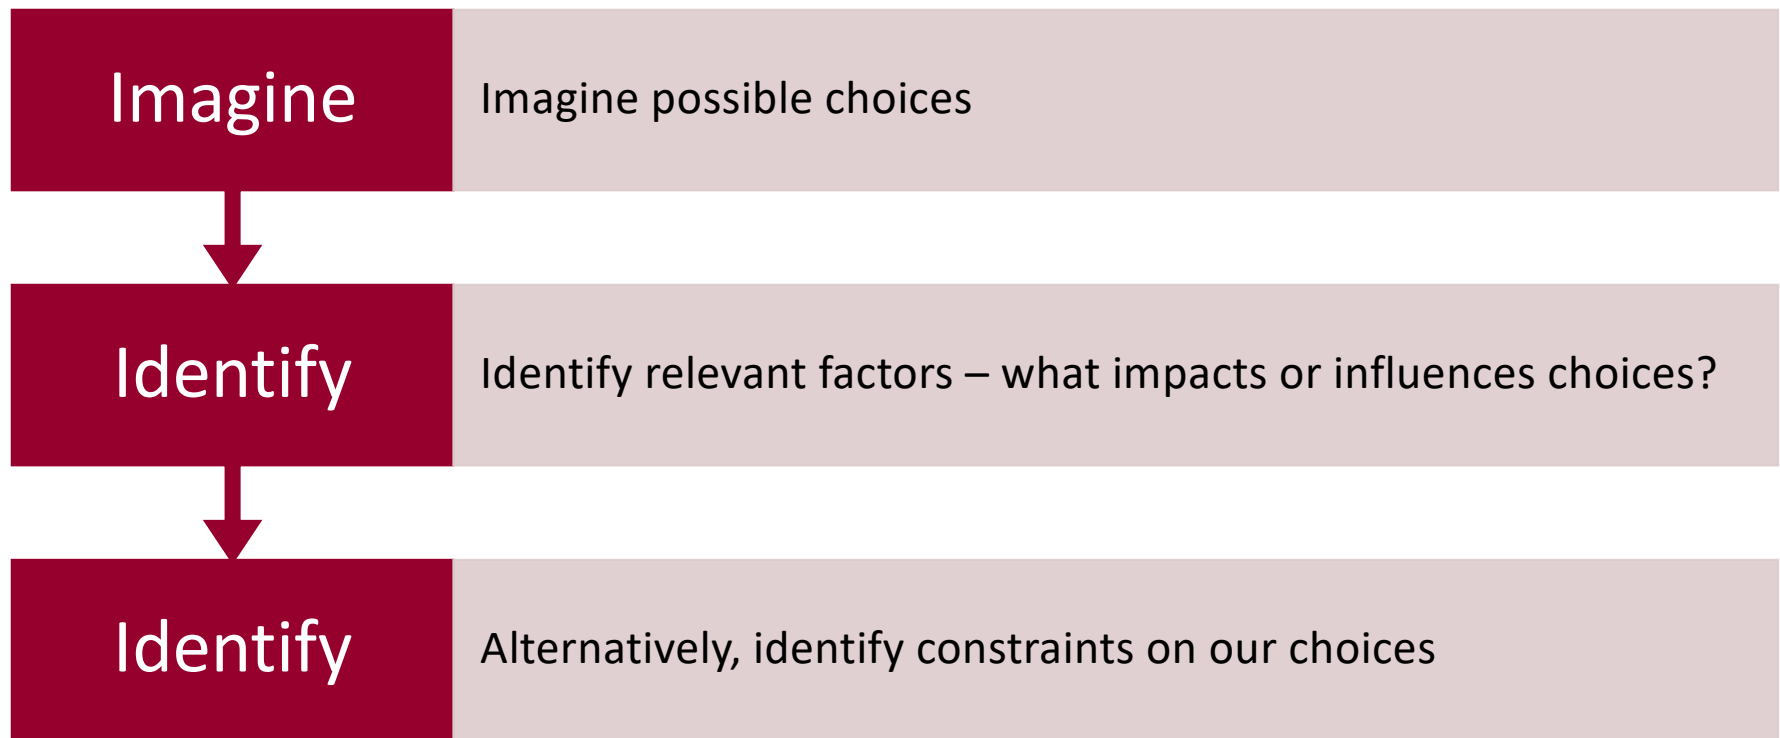 Imagine
Imagine possible choices
Identify
Identify relevant factors – what impacts or influences choices?
Identify
Alternatively, identify constraints on our choices